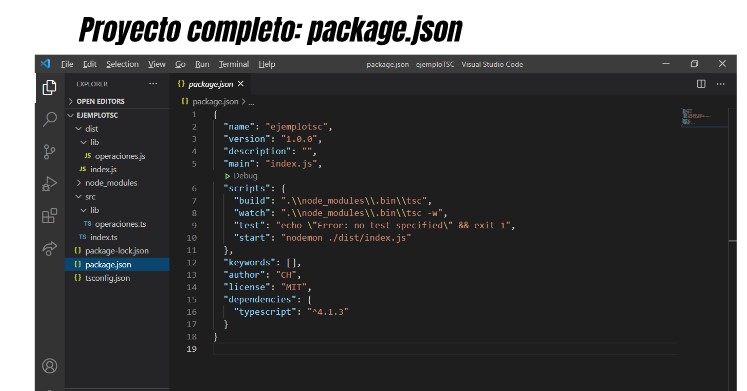 Proyecto completo: package.json
File Edit Selection View Go Run Terminal Help
package.json - ejemploTSC - Visual Studio Code
EXPLORER ...
OPEN EDITORS
EJEMPLOTSC
dist
lib
JS operaciones.js
JS index.js
node_modules
src
lib
TS operaciones.ts
TS index.ts
{} package-lock.json
{} package.json
{} tsconfig.json
{} package.json ×
{} package.json > ...
1 {
2 "name": "ejemplotsc",
3 "version": "1.0.0",
4 "description": "",
5 "main": "index.js",
Debug
6 "scripts": {
7 "build": ".\\node_modules\\.bin\\tsc",
8 "watch": ".\\node_modules\\.bin\\tsc -w",
9 "test": "echo \"Error: no test specified\" && exit 1",
10 "start": "nodemon ./dist/index.js"
11 },
12 "keywords": [],
13 "author": "CH",
14 "license": "MIT",
15 "dependencies": {
16 "typescript": "^4.1.3"
17 }
18 }
19